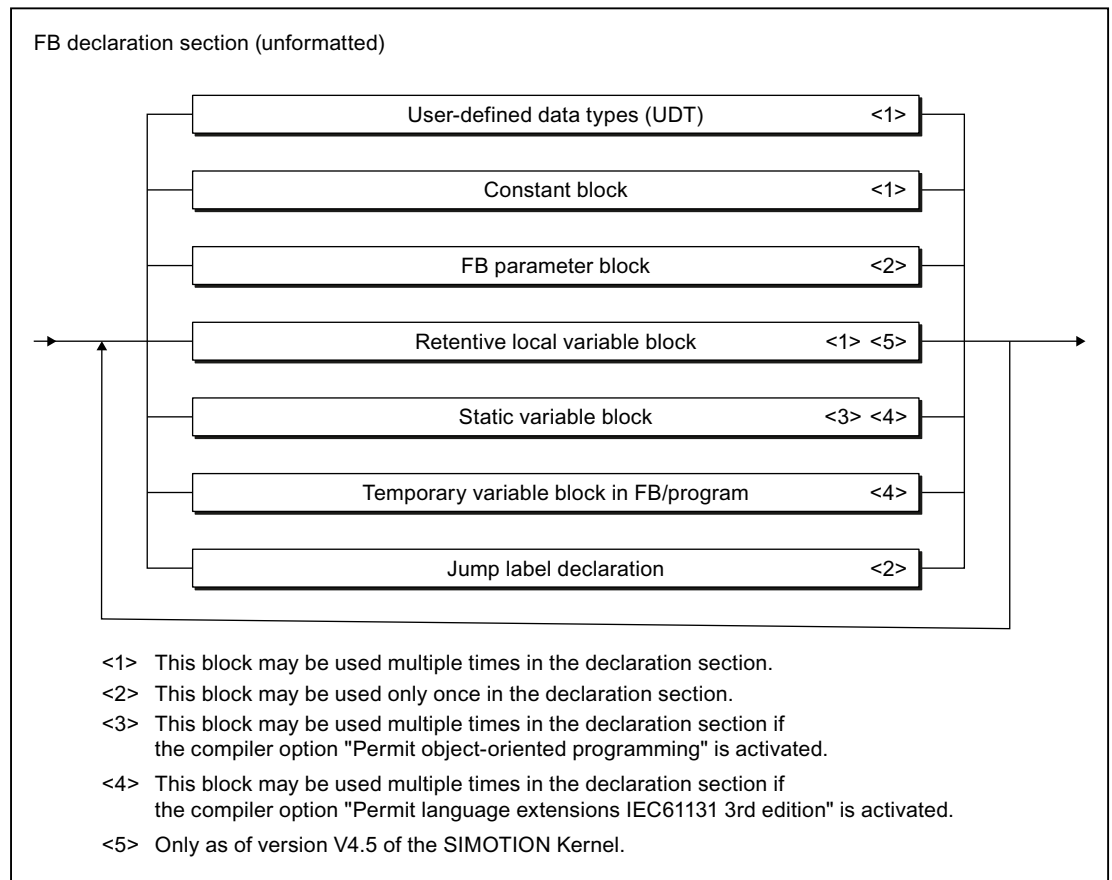 FB declaration section (unformatted)
User-defined data types (UDT) <1>
Constant block <1>
FB parameter block <2>
Retentive local variable block <1> <5>
Static variable block <3> <4>
Temporary variable block in FB/program <4>
Jump label declaration <2>
<1> This block may be used multiple times in the declaration section.
<2> This block may be used only once in the declaration section.
<3> This block may be used multiple times in the declaration section if
the compiler option "Permit object-oriented programming" is activated.
<4> This block may be used multiple times in the declaration section if
the compiler option "Permit language extensions IEC61131 3rd edition" is activated.
<5> Only as of version V4.5 of the SIMOTION Kernel.